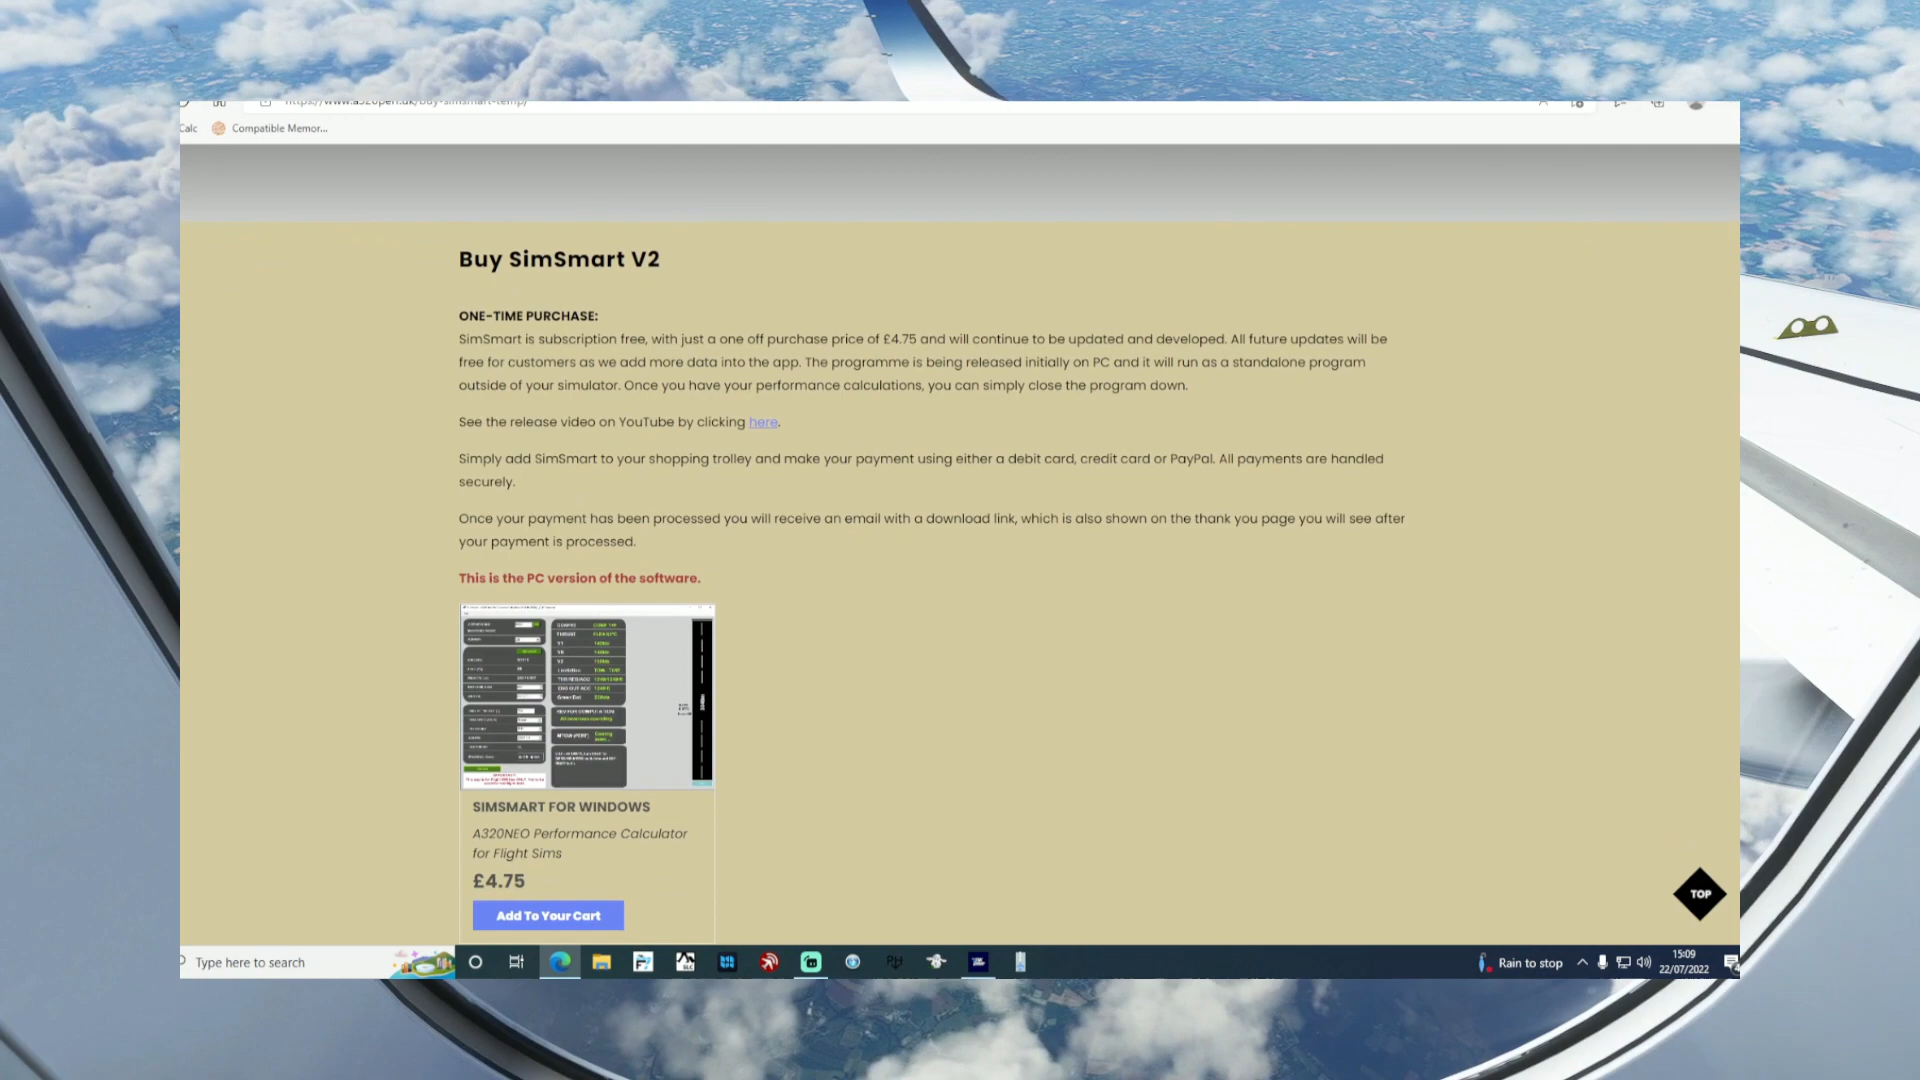 https://www.a320perf.uk/buy-simsmart-temp/
Calc
Compatible Memor...
Buy SimSmart V2
ONE-TIME PURCHASE:
SimSmart is subscription free, with just a one off purchase price of £4.75 and will continue to be updated and developed. All future updates will be
free for customers as we add more data into the app. The programme is being released initially on PC and it will run as a standalone program
outside of your simulator. Once you have your performance calculations, you can simply close the program down.
See the release video on YouTube by clicking here.
Simply add SimSmart to your shopping trolley and make your payment using either a debit card, credit card or PayPal. All payments are handled
securely.
Once your payment has been processed you will receive an email with a download link, which is also shown on the thank you page you will see after
your payment is processed.
This is the PC version of the software.
SIMSMART FOR WINDOWS
A320NEO Performance Calculator
for Flight Sims
£4.75
Add To Your Cart
TOP
Type here to search
Rain to stop
15:09
22/07/2022